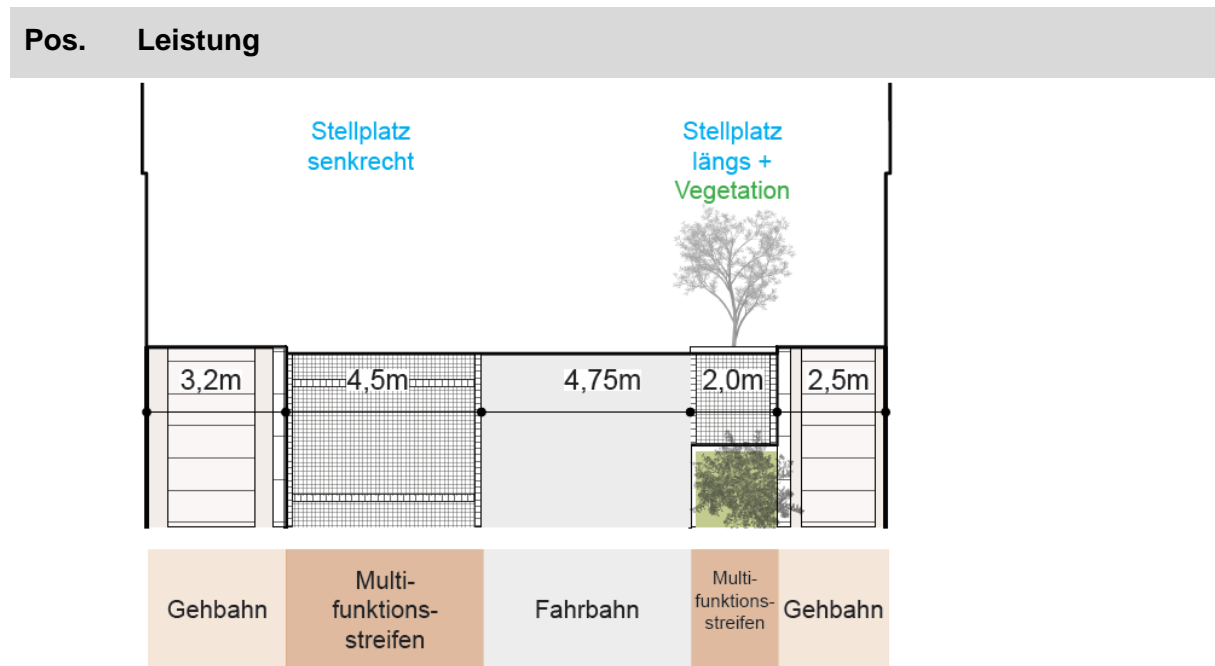 Pos. Leistung
Stellplatz
senkrecht
Stellplatz
längs +
Vegetation
3,2m 4,5m 4,75m 2,0m 2,5m
Gehbahn
Multi-
funktions-
streifen
Fahrbahn
Multi-
funktions-
streifen
Gehbahn